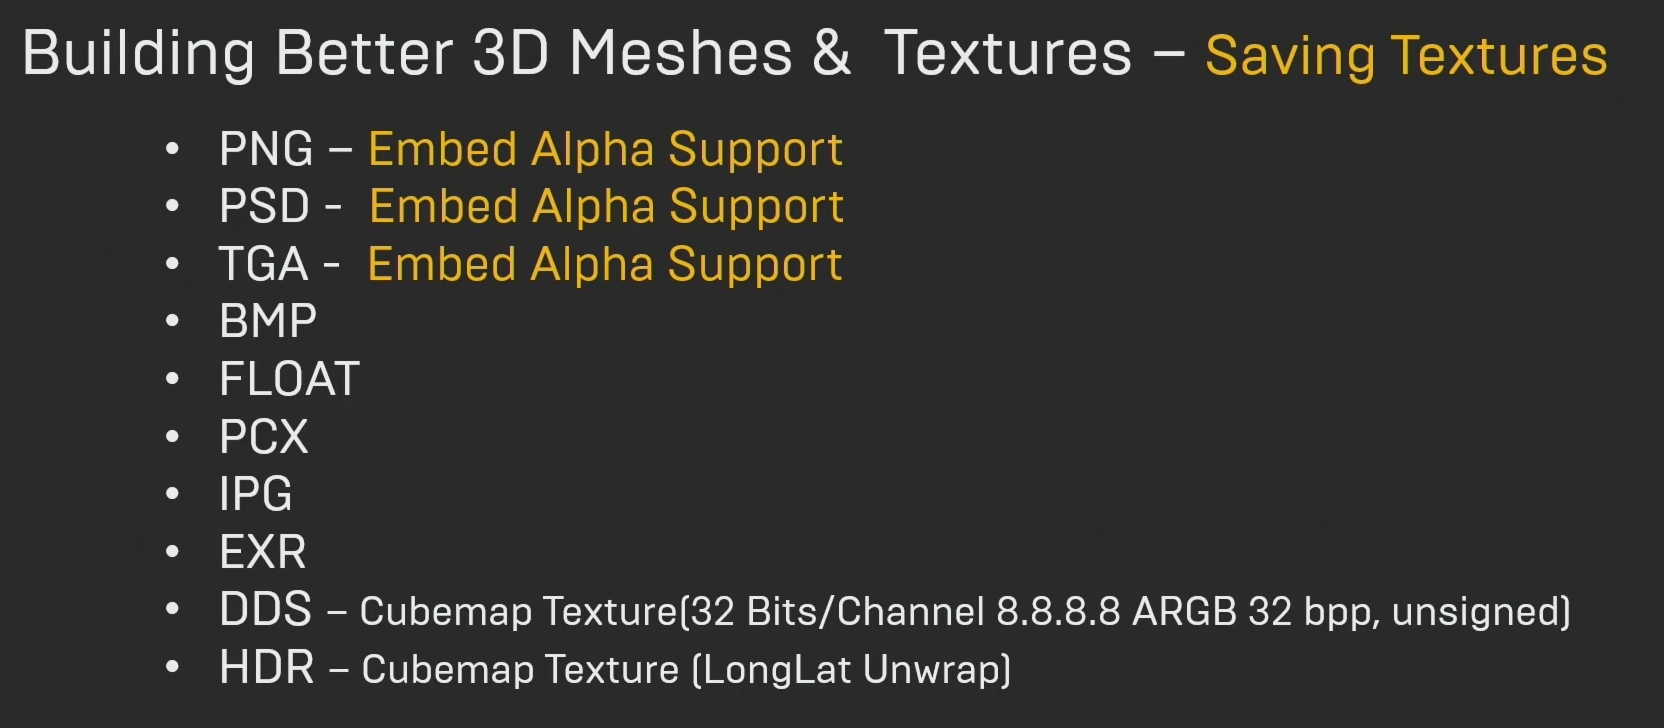 Building Better 3D Meshes & Textures – Saving Textures
• PNG – Embed Alpha Support
• PSD - Embed Alpha Support
• TGA - Embed Alpha Support
• BMP
• FLOAT
• PCX
• IPG
• EXR
• DDS – Cubemap Texture(32 Bits/Channel 8.8.8.8 ARGB 32 bpp, unsigned)
• HDR – Cubemap Texture (LongLat Unwrap)